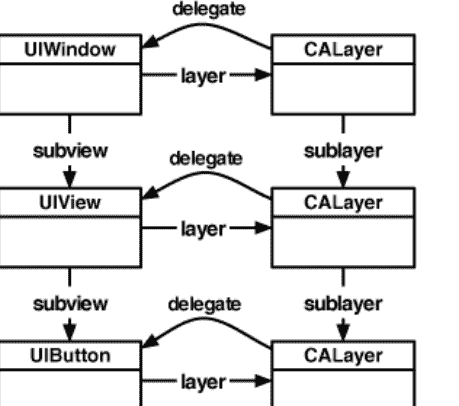 delegate
UIWindow
CALayer
layer
subview
sublayer
delegate
UIView
CALayer
layer
subview
sublayer
delegate
UIButton
CALayer
layer